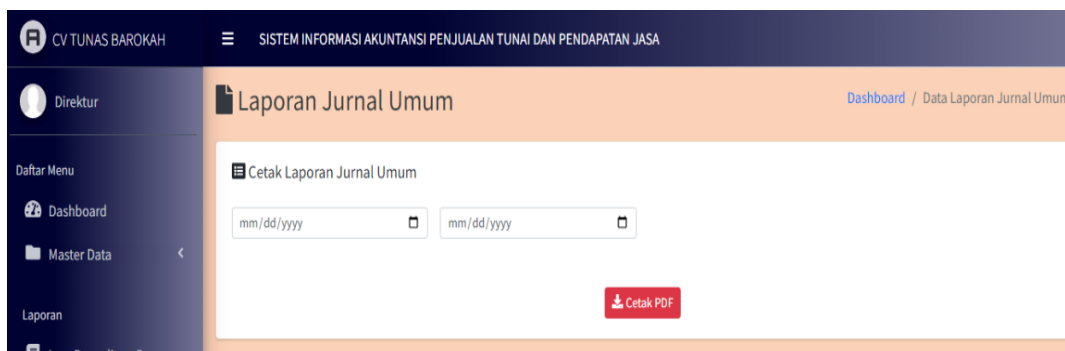 CV TUNAS BAROKAH
SISTEM INFORMASI AKUNTANSI PENJUALAN TUNAI DAN PENDAPATAN JASA
Direktur
Laporan Jurnal Umum
Dashboard / Data Laporan Jurnal Umum
Daftar Menu
Cetak Laporan Jurnal Umum
Dashboard
mm/dd/yyyy
mm/dd/yyyy
Master Data
Cetak PDF
Laporan